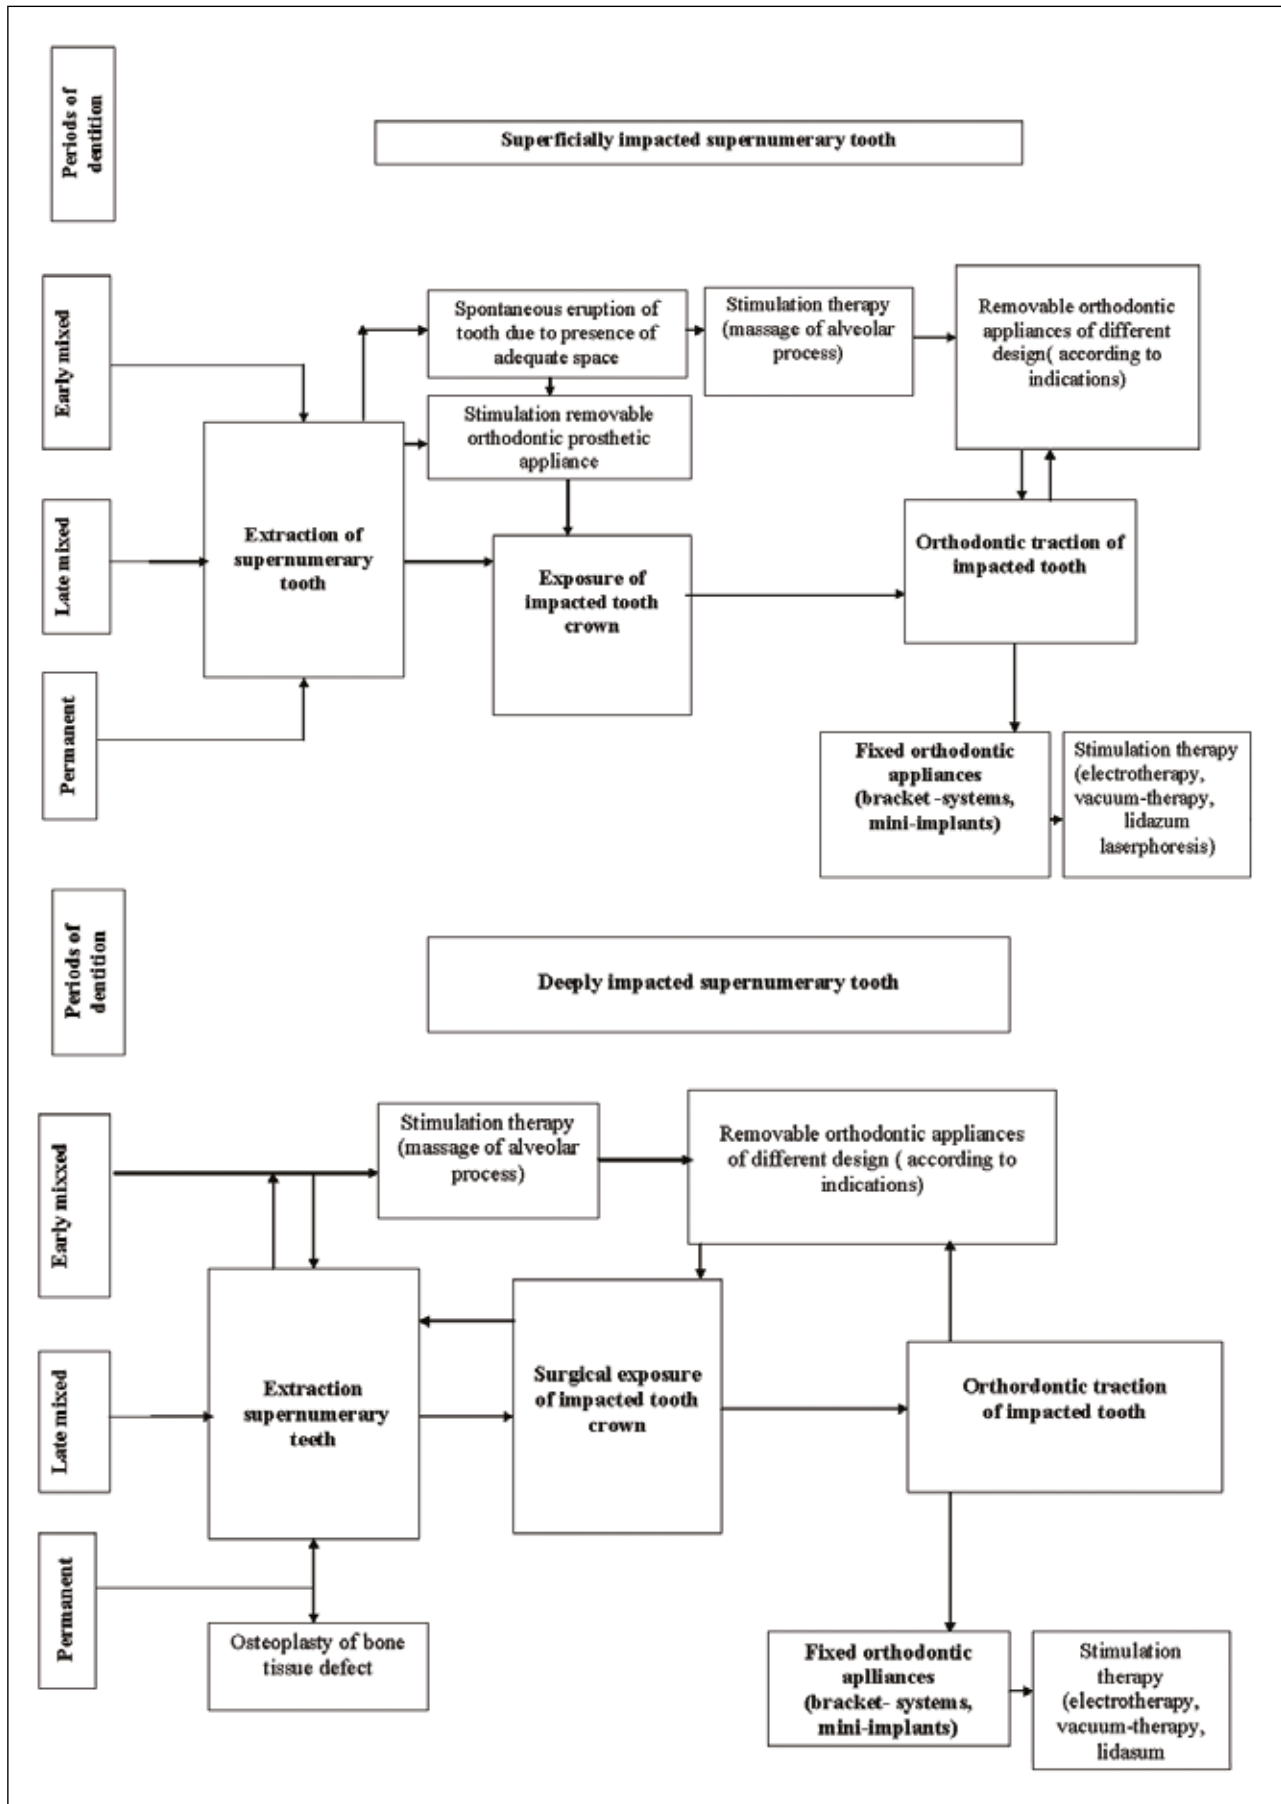 Periods of
dentition
Superficially impacted supernumerary tooth
Early mixed
Spontaneous eruption of
tooth due to presence of
adequate space
Stimulation therapy
(massage of alveolar
process)
Removable orthodontic
appliances of different
design( according to
indications)
Stimulation removable
orthodontic prosthetic
appliance
Late mixed
Extraction of
supernumerary
tooth
Exposure of
impacted tooth
crown
Orthodontic traction of
impacted tooth
Permanent
Fixed orthodontic
appliances
(bracket -systems,
mini-implants)
Stimulation therapy
(electrotherapy,
vacuum-therapy,
lidazum
laserphoresis)
Periods of
dentition
Deeply impacted supernumerary tooth
Early mixxed
Stimulation therapy
(massage of alveolar
process)
Removable orthodontic appliances
of different design ( according to
indications)
Late mixed
Extraction
supernumerary
teeth
Surgical exposure
of impacted tooth
crown
Orthordontic traction
of impacted tooth
Permanent
Osteoplasty of bone
tissue defect
Fixed orthodontic
aplliances
(bracket- systems,
mini-implants)
Stimulation
therapy
(electrotherapy,
vacuum-therapy,
lidasum